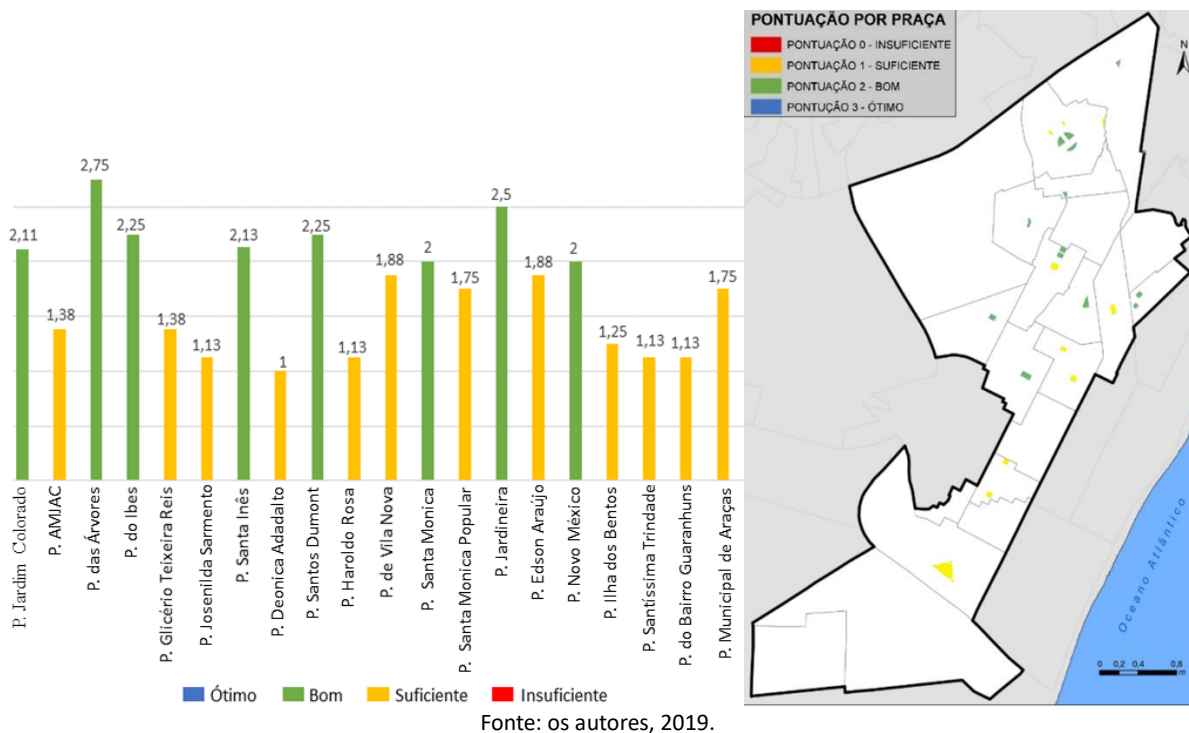 2,11
1,38
2,75
2,25
1,38
1,13
2,13
1
2,25
1,13
1,88
2
1,75
2,5
1,88
2
1,25
1,13
1,13
1,75
P. Jardim Colorado
P. AMJAC
P. das Árvores
P. do Ibes
P. Glicério Teixeira Reis
P. Josenilda Sarmento
P. Santa Inês
P. Deonica Adadalto
P. Santos Dumont
P. Haroldo Rosa
P. de Vila Nova
P. Santa Monica
P. Santa Monica Popular
P. Jardineira
P. Edson Araújo
P. Novo México
P. Ilha dos Bentos
P. Santíssima Trindade
P. do Bairro Guaranhuns
P. Municipal de Araças
Ótimo Bom Suficiente Insuficiente
PONTUAÇÃO POR PRAÇA
PONTUAÇÃO 0 - INSUFICIENTE
PONTUAÇÃO 1 - SUFICIENTE
PONTUAÇÃO 2 - BOM
PONTUÇÃO 3 - ÓTIMO
N
Oceano Atlântico
0 0,2 0,4 0,8
m
Fonte: os autores, 2019.